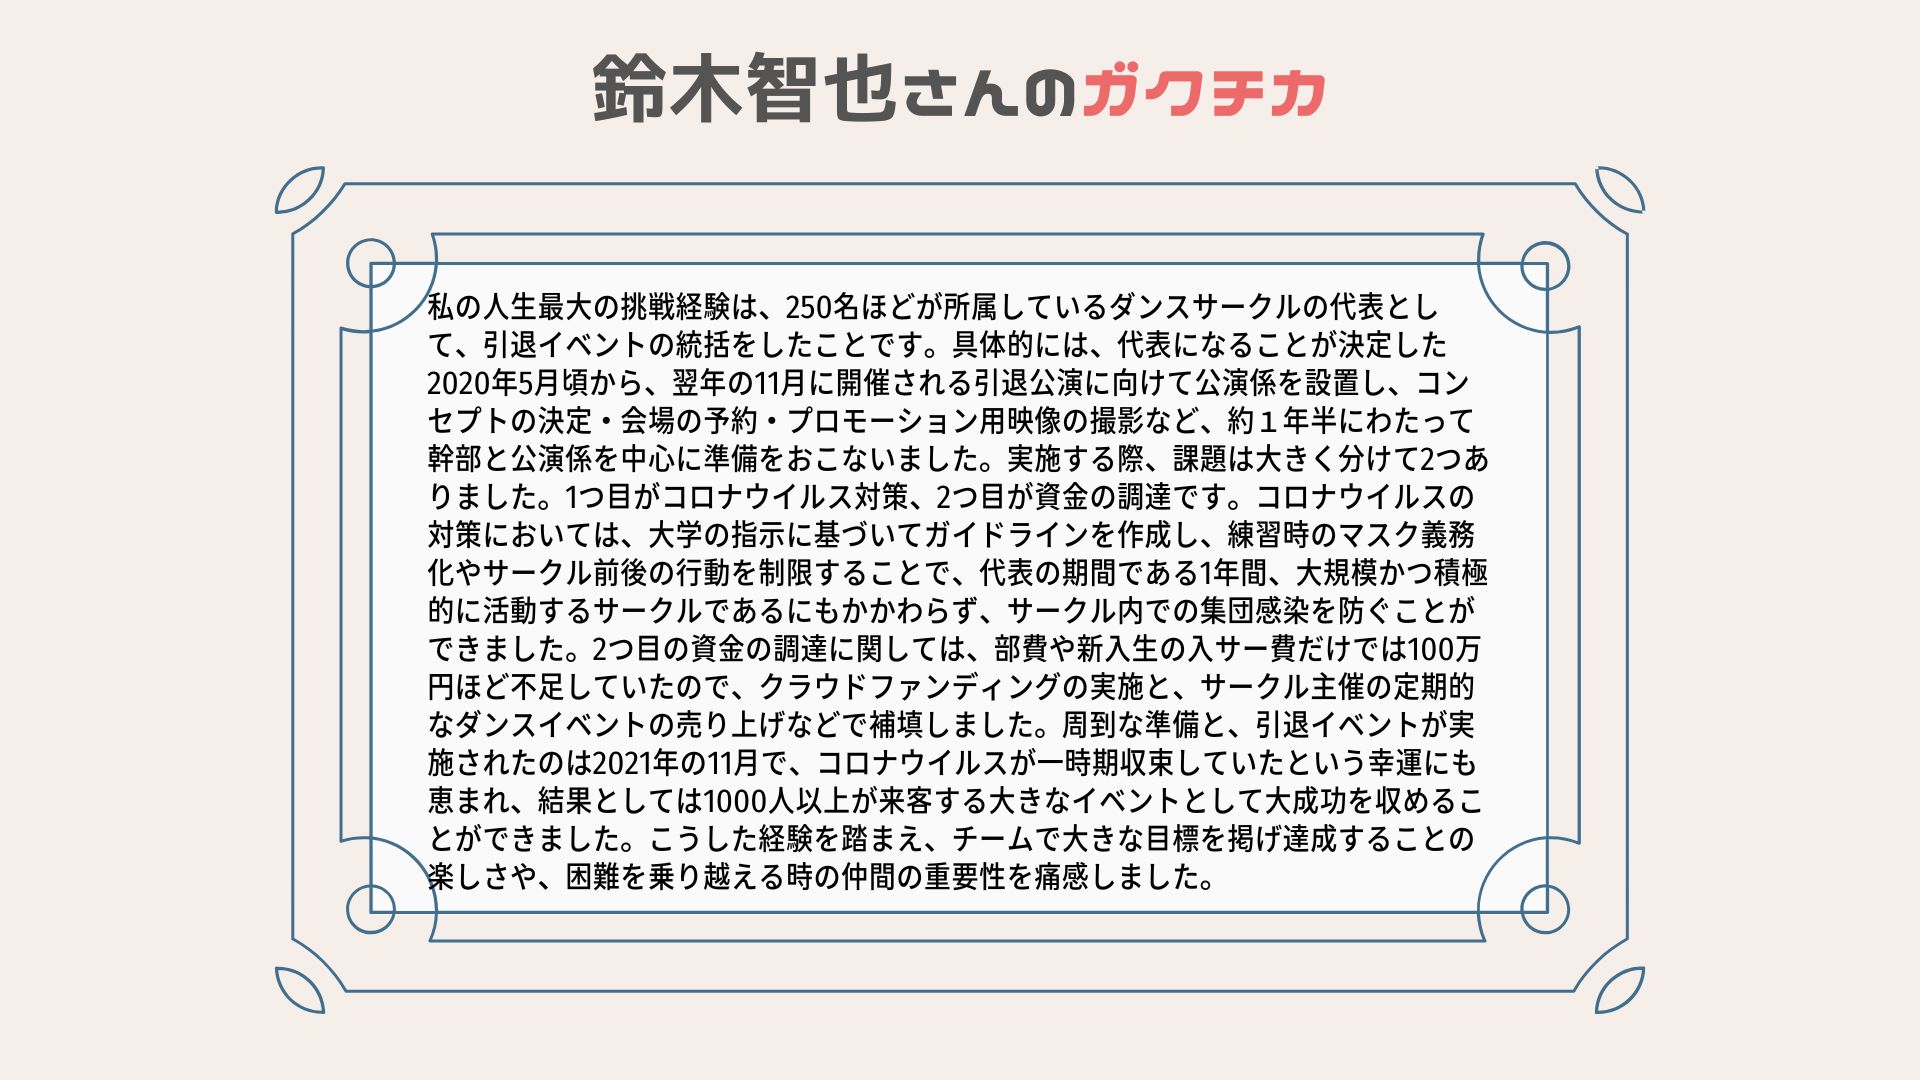 鈴木智也さんのガクチカ
私の人生最大の挑戦経験は、250名ほどが所属しているダンスサークルの代表とし
て、引退イベントの統括をしたことです。具体的には、代表になることが決定した
2020年5月頃から、翌年の11月に開催される引退公演に向けて公演係を設置し、コン
セプトの決定・会場の予約・プロモーション用映像の撮影など、約１年半にわたって
幹部と公演係を中心に準備をおこないました。実施する際、課題は大きく分けて2つあ
りました。1つ目がコロナウイルス対策、2つ目が資金の調達です。コロナウイルスの
対策においては、大学の指示に基づいてガイドラインを作成し、練習時のマスク義務
化やサークル前後の行動を制限することで、代表の期間である1年間、大規模かつ積極
的に活動するサークルであるにもかかわらず、サークル内での集団感染を防ぐことが
できました。2つ目の資金の調達に関しては、部費や新入生の入サー費だけでは100万
円ほど不足していたので、クラウドファンディングの実施と、サークル主催の定期的
なダンスイベントの売り上げなどで補填しました。周到な準備と、引退イベントが実
施されたのは2021年の11月で、コロナウイルスが一時期収束していたという幸運にも
恵まれ、結果としては1000人以上が来客する大きなイベントとして大成功を収めるこ
とができました。こうした経験を踏まえ、チームで大きな目標を掲げ達成することの
楽しさや、困難を乗り越える時の仲間の重要性を痛感しました。